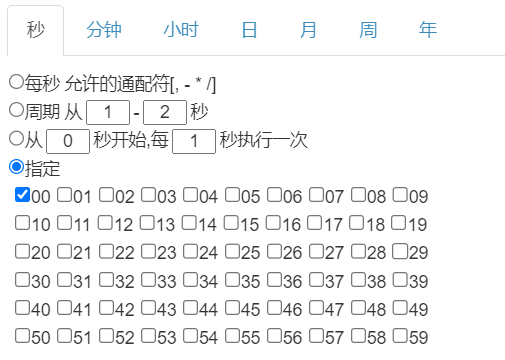 秒 分钟 小时 日 月 周 年
每秒 允许的通配符[, - * /]
周期 从 1 - 2 秒
从 0 秒开始,每 1 秒执行一次
指定
00 01 02 03 04 05 06 07 08 09
10 11 12 13 14 15 16 17 18 19
20 21 22 23 24 25 26 27 28 29
30 31 32 33 34 35 36 37 38 39
40 41 42 43 44 45 46 47 48 49
50 51 52 53 54 55 56 57 58 59